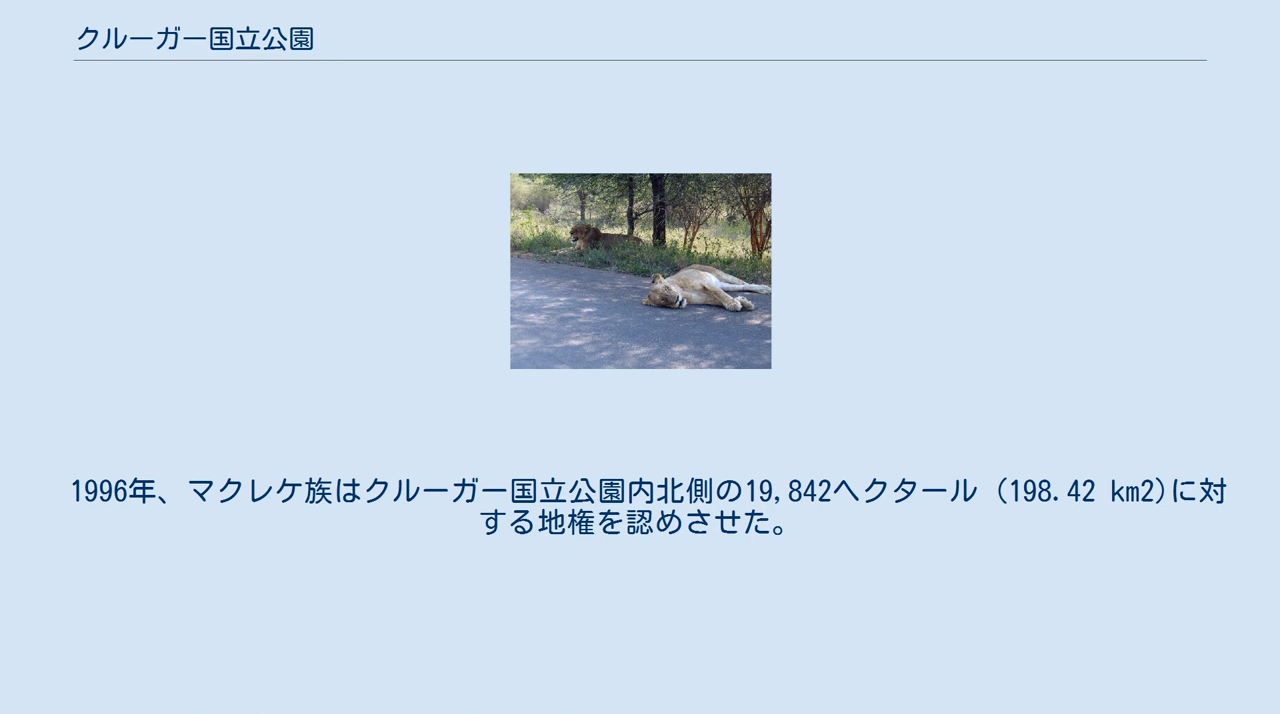 クルーガー国立公園
1996年、マクレケ族はクルーガー国立公園内北側の19,842ヘクタール (198.42 km2)に対
する地権を認めさせた。